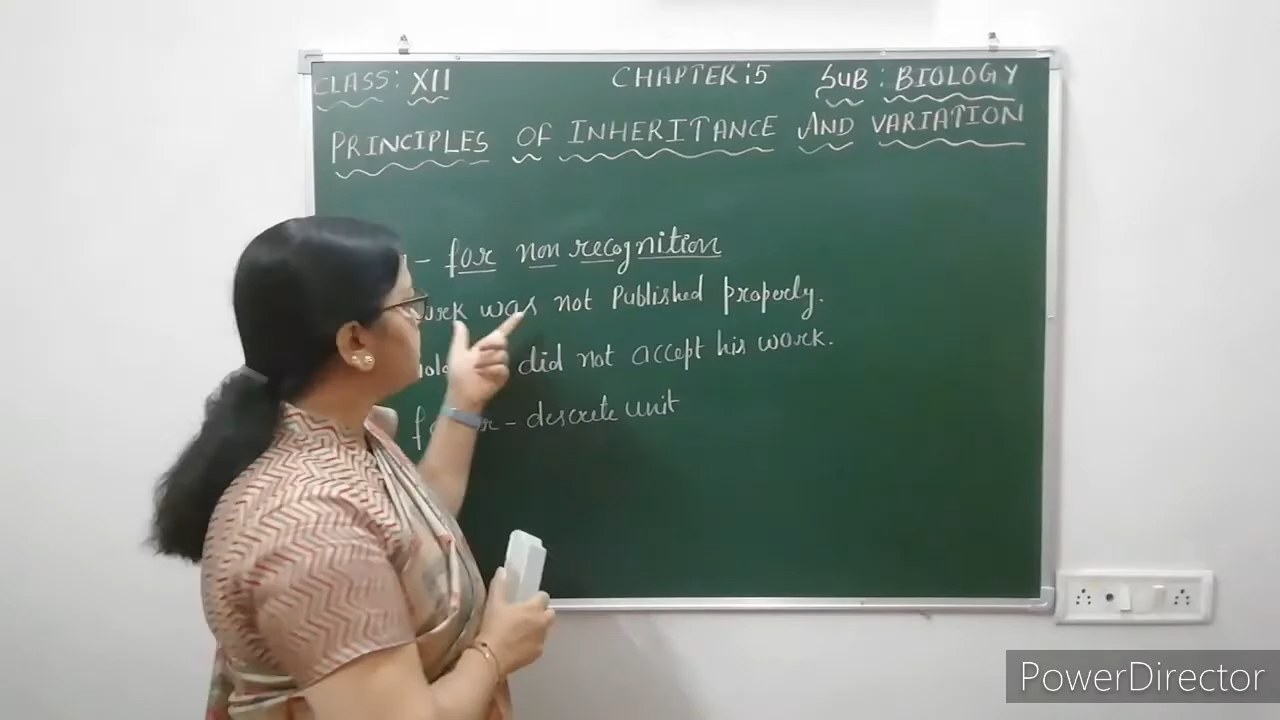 CLASS: XII CHAPTER:5 SUB: BIOLOGY
PRINCIPLES OF INHERITANCE AND VARIATION
- for non recognition
was not Published properly.
did not accept his work.
- descrete unit
PowerDirector